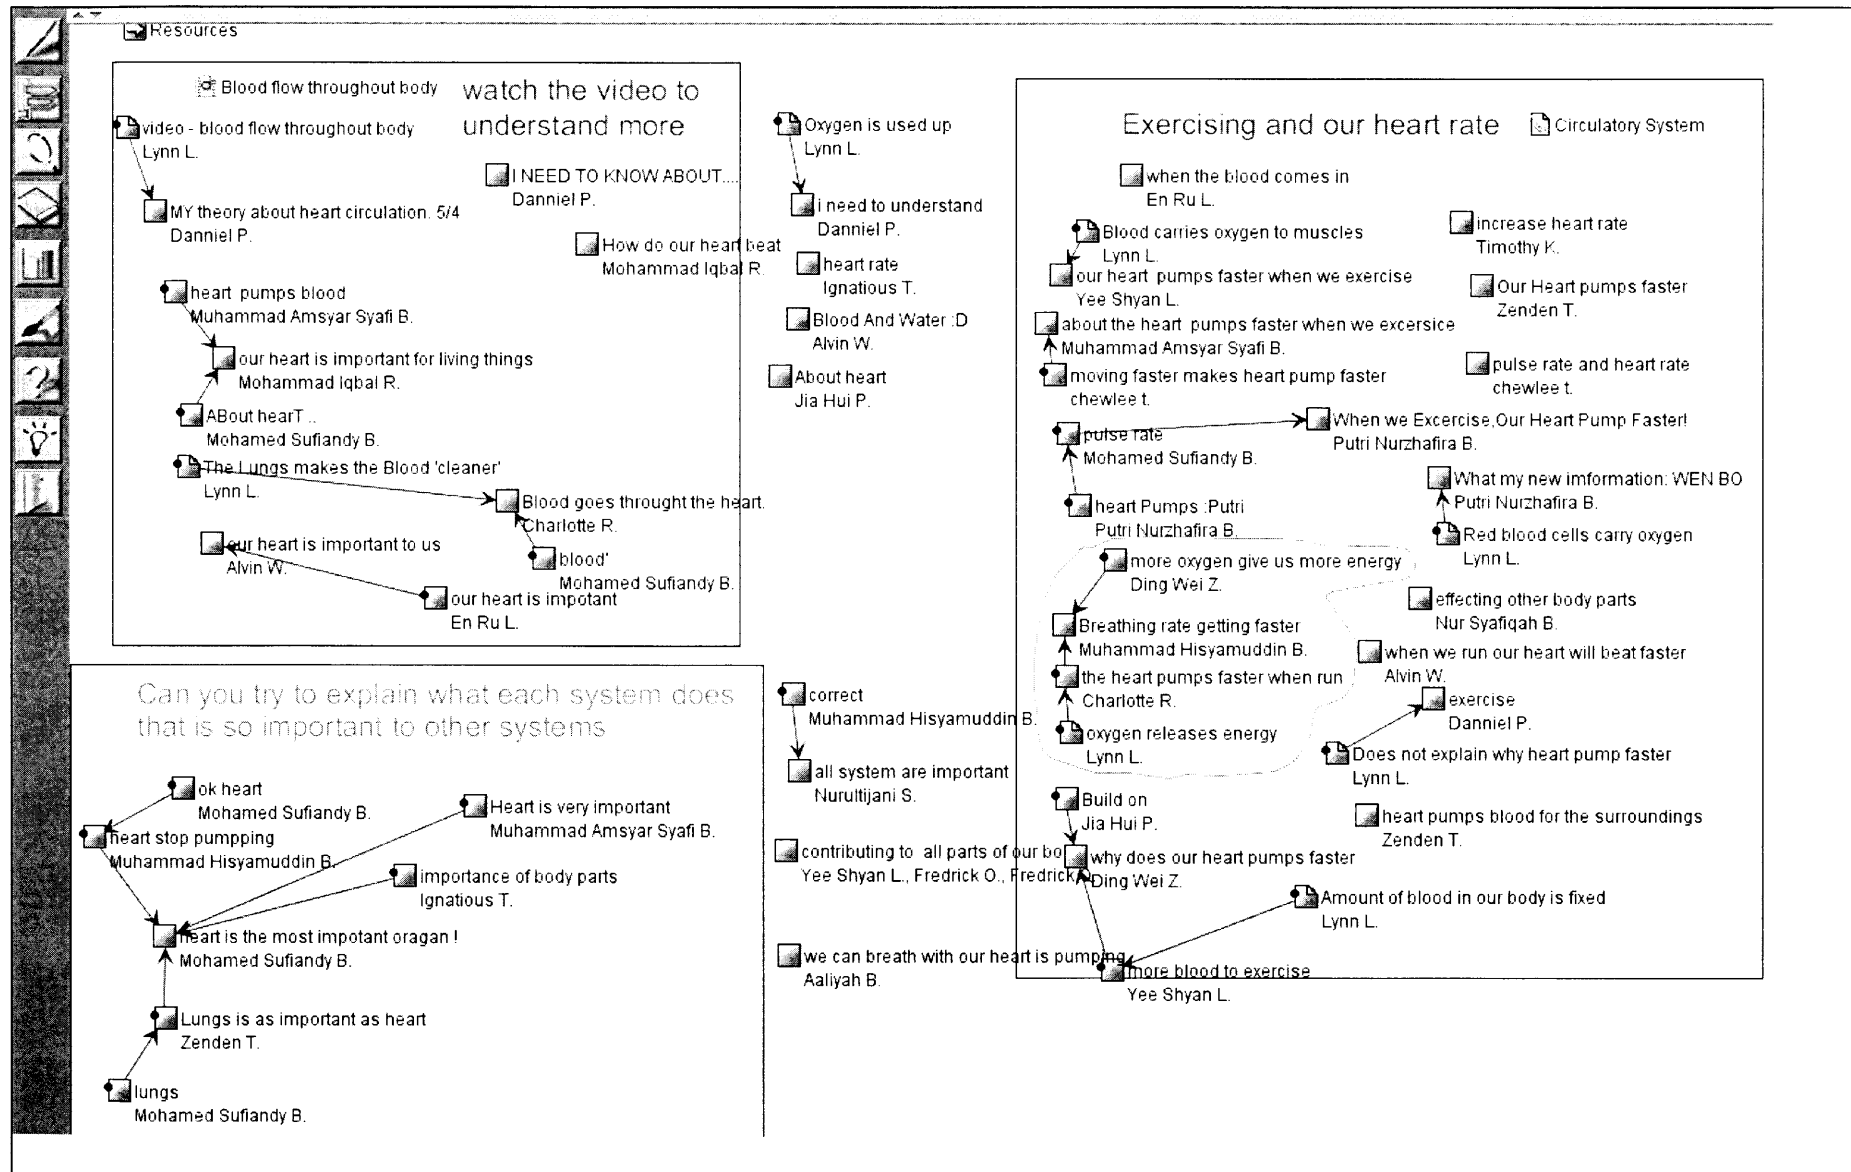 Resources
Blood flow throughout body
watch the video to
understand more
video - blood flow throughout body
Lynn L.
I NEED TO KNOW ABOUT....
Danniel P.
MY theory about heart circulation. 5/4
Danniel P.
How do our heart beat
Mohammad Iqbal R.
heart pumps blood
Muhammad Amsyar Syafi B.
our heart is important for living things
Mohammad Iqbal R.
ABout hearT ..
Mohamed Sufiandy B.
The Lungs makes the Blood 'cleaner'
Lynn L.
Blood goes throught the heart.
Charlotte R.
our heart is important to us
Alvin W.
blood'
Mohamed Sufiandy B.
our heart is impotant
En Ru L.
Can you try to explain what each system does
that is so important to other systems
ok heart
Mohamed Sufiandy B.
Heart is very important
Muhammad Amsyar Syafi B.
heart stop pumpping
Muhammad Hisyamuddin B.
importance of body parts
Ignatious T.
heart is the most impotant oragan !
Mohamed Sufiandy B.
Lungs is as important as heart
Zenden T.
lungs
Mohamed Sufiandy B.
Oxygen is used up
Lynn L.
i need to understand
Danniel P.
heart rate
Ignatious T.
Blood And Water :D
Alvin W.
About heart
Jia Hui P.
correct
Muhammad Hisyamuddin B.
all system are important
Nurultijani S.
contributing to all parts of our bo
Yee Shyan L., Fredrick O., Fredrick O.
we can breath with our heart is pumping
Aaliyah B.
Exercising and our heart rate
Circulatory System
when the blood comes in
En Ru L.
Blood carries oxygen to muscles
Lynn L.
increase heart rate
Timothy K.
our heart pumps faster when we exercise
Yee Shyan L.
Our Heart pumps faster
Zenden T.
about the heart pumps faster when we excersice
Muhammad Amsyar Syafi B.
pulse rate and heart rate
chewlee t.
moving faster makes heart pump faster
chewlee t.
When we Excercise,Our Heart Pump Faster!
Putri Nurzhafira B.
pulse rate
Mohamed Sufiandy B.
What my new imformation: WEN BO
Putri Nurzhafira B.
heart Pumps :Putri
Putri Nurzhafira B.
Red blood cells carry oxygen
Lynn L.
more oxygen give us more energy
Ding Wei Z.
effecting other body parts
Nur Syafiqah B.
Breathing rate getting faster
Muhammad Hisyamuddin B.
when we run our heart will beat faster
Alvin W.
the heart pumps faster when run
Charlotte R.
exercise
Danniel P.
oxygen releases energy
Lynn L.
Does not explain why heart pump faster
Lynn L.
Build on
Jia Hui P.
heart pumps blood for the surroundings
Zenden T.
why does our heart pumps faster
Ding Wei Z.
Amount of blood in our body is fixed
Lynn L.
more blood to exercise
Yee Shyan L.